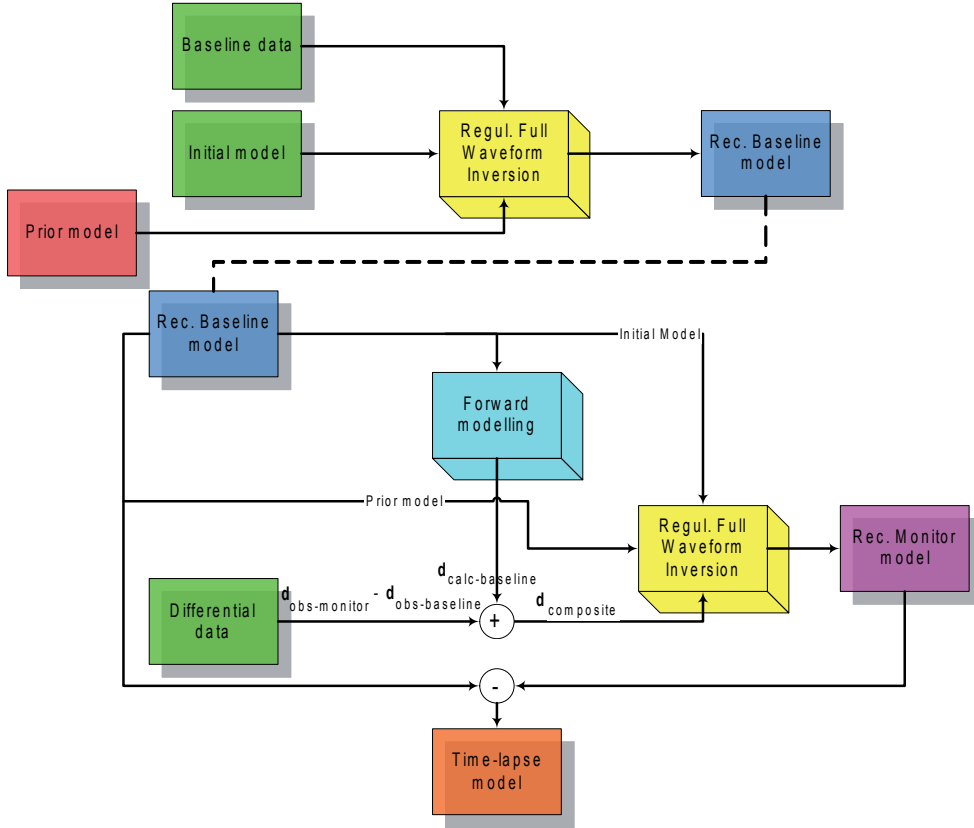 Baseline data
Initial model
Regul. Full
Waveform
Inversion
Rec. Baseline
model
Prior model
Rec. Baseline
model
Initial Model
Forward
modelling
Prior model
Regul. Full
Waveform
Inversion
Rec. Monitor
model
d calc-baseline
Differential
data
d obs-monitor - d obs-baseline
+
d composite
-
Time-lapse
model